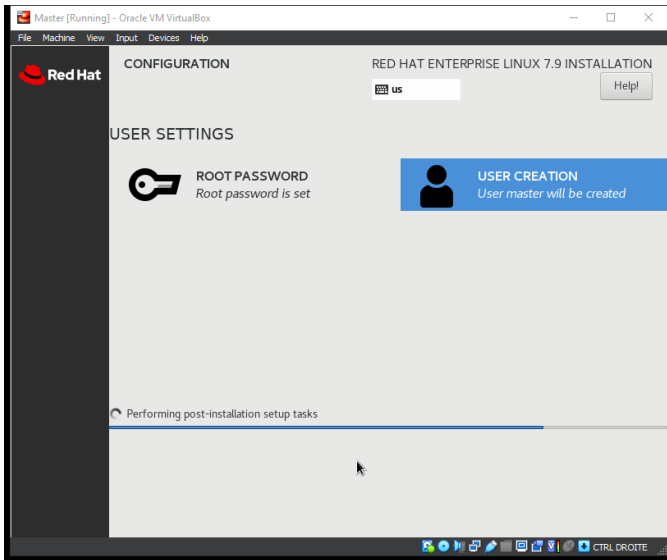 Master [Running] - Oracle VM VirtualBox
File Machine View Input Devices Help
Red Hat
CONFIGURATION
RED HAT ENTERPRISE LINUX 7.9 INSTALLATION
us
Help!
USER SETTINGS
ROOT PASSWORD
Root password is set
USER CREATION
User master will be created
Performing post-installation setup tasks
CTRL DROITE